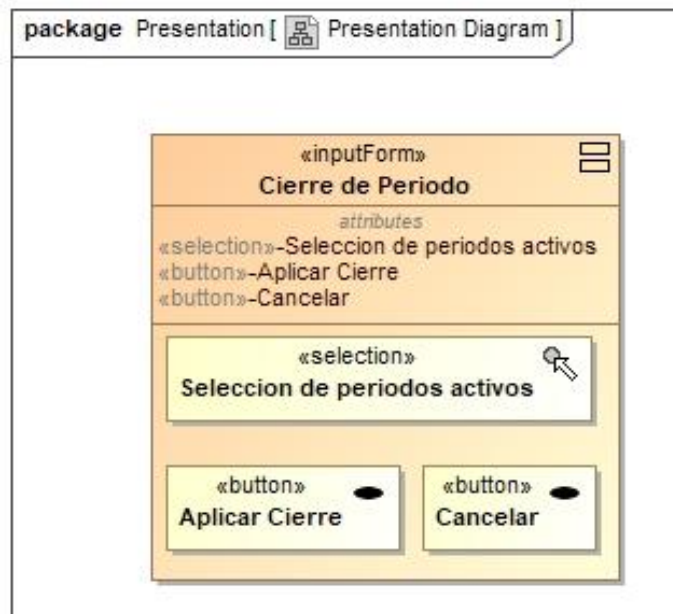 package Presentation [ Presentation Diagram ]
«inputForm»
Cierre de Periodo
attributes
«selection»-Seleccion de periodos activos
«button»-Aplicar Cierre
«button»-Cancelar
«selection»
Seleccion de periodos activos
«button»
Aplicar Cierre
«button»
Cancelar